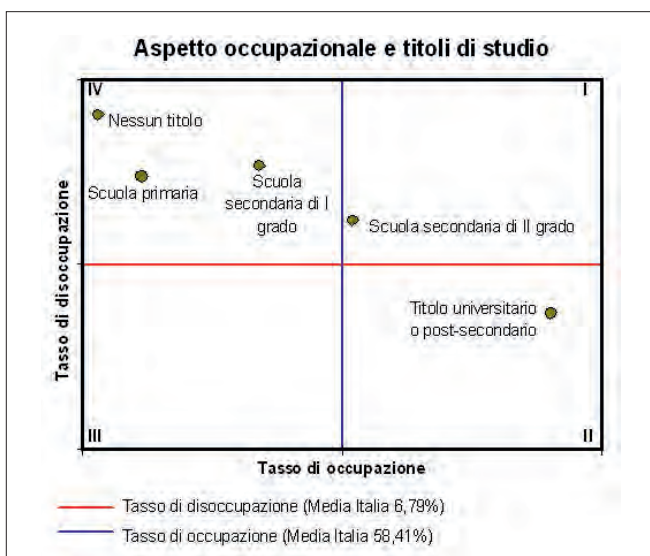 Aspetto occupazionale e titoli di studio
IV
I
Nessun titolo
Scuola primaria
Scuola
secondaria di I
grado
Scuola secondaria di II grado
Titolo universitario
o post-secondario
III
II
Tasso di disoccupazione
Tasso di occupazione
Tasso di disoccupazione (Media Italia 6,79%)
Tasso di occupazione (Media Italia 58,41%)